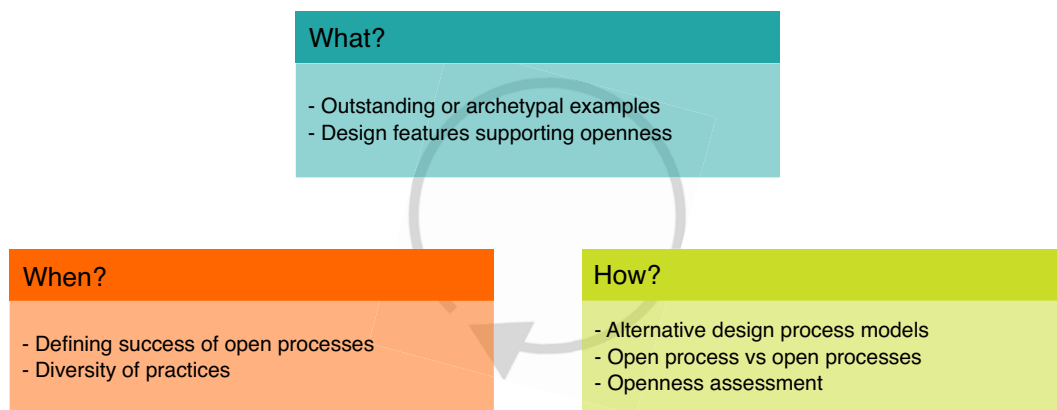 What?
- Outstanding or archetypal examples
- Design features supporting openness
When?
- Defining success of open processes
- Diversity of practices
How?
- Alternative design process models
- Open process vs open processes
- Openness assessment